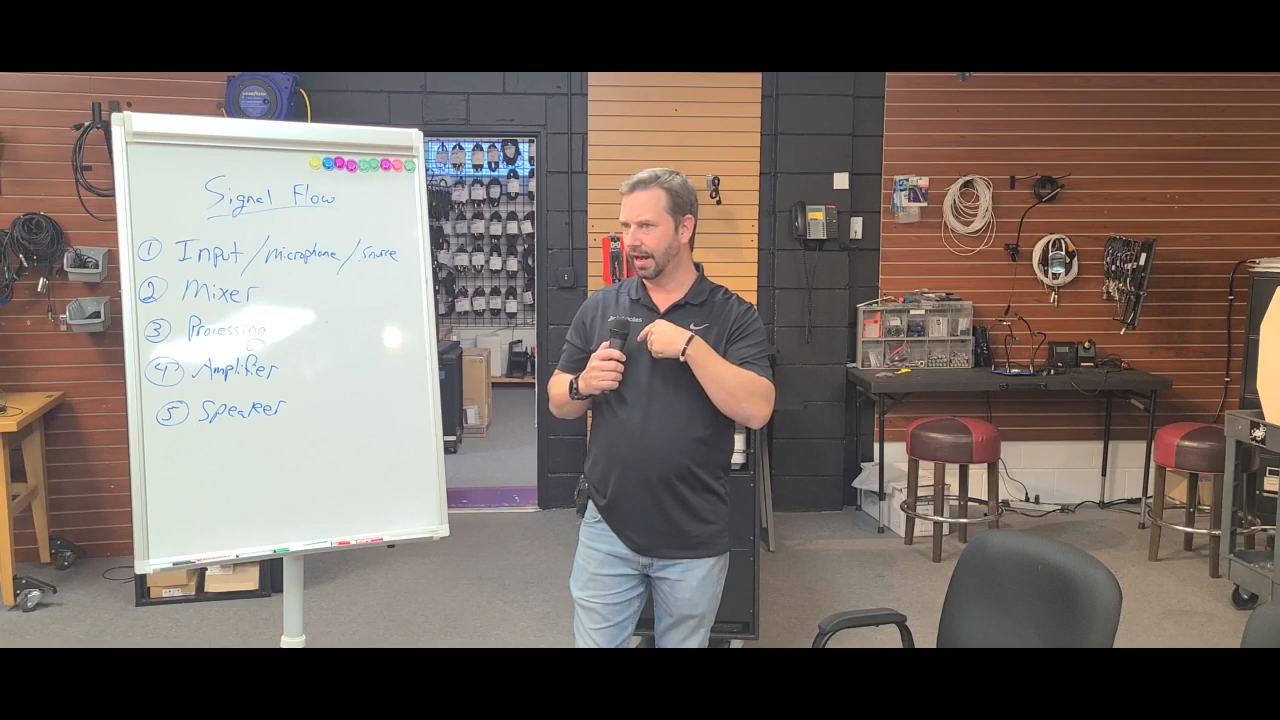 Signal Flow
① Input/Microphone/Source
② Mixer
③ Processing
④ Amplifier
⑤ Speaker